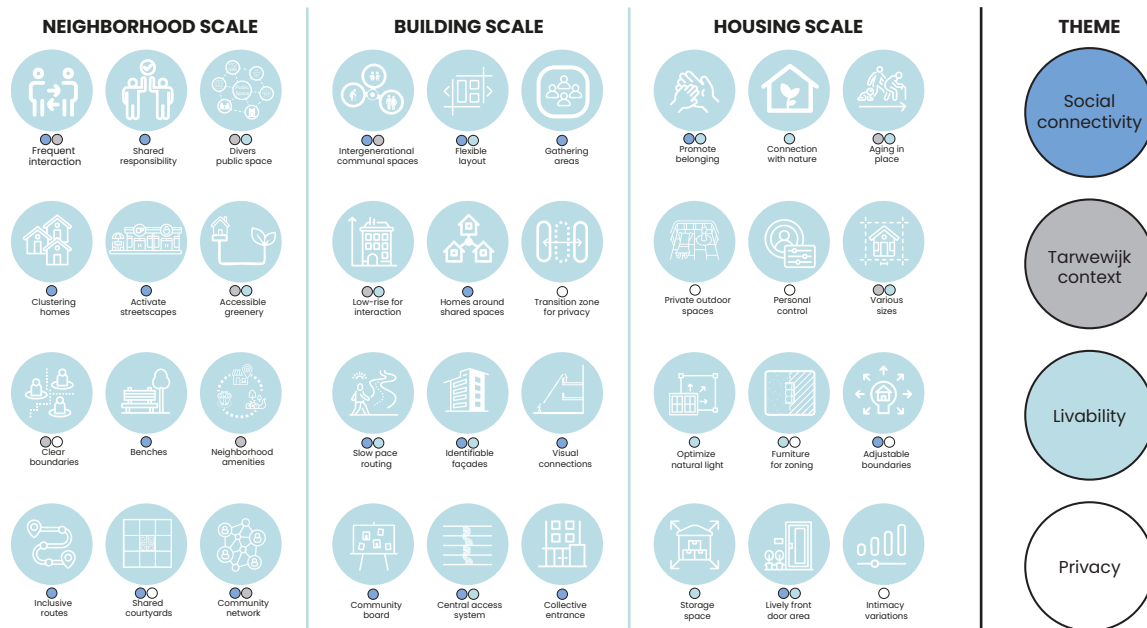 NEIGHBORHOOD SCALE
BUILDING SCALE
HOUSING SCALE
THEME
Frequent
interaction
Shared
responsibility
Divers
public space
Intergenerational
communal spaces
Flexible
layout
Gathering
areas
Promote
belonging
Connection
with nature
Aging in
place
Social
connectivity
Clustering
homes
Activate
streetscapes
Accessible
greenery
Low-rise for
interaction
Homes around
shared spaces
Transition zone
for privacy
Private outdoor
spaces
Personal
control
Various
sizes
Tarwewijk
context
Clear
boundaries
Benches
Neighborhood
amenities
Slow pace
routing
Identifiable
façades
Visual
connections
Optimize
natural light
Furniture
for zoning
Adjustable
boundaries
Livability
Inclusive
routes
Shared
courtyards
Community
network
Community
board
Central access
system
Collective
entrance
Storage
space
Lively front
door area
Intimacy
variations
Privacy